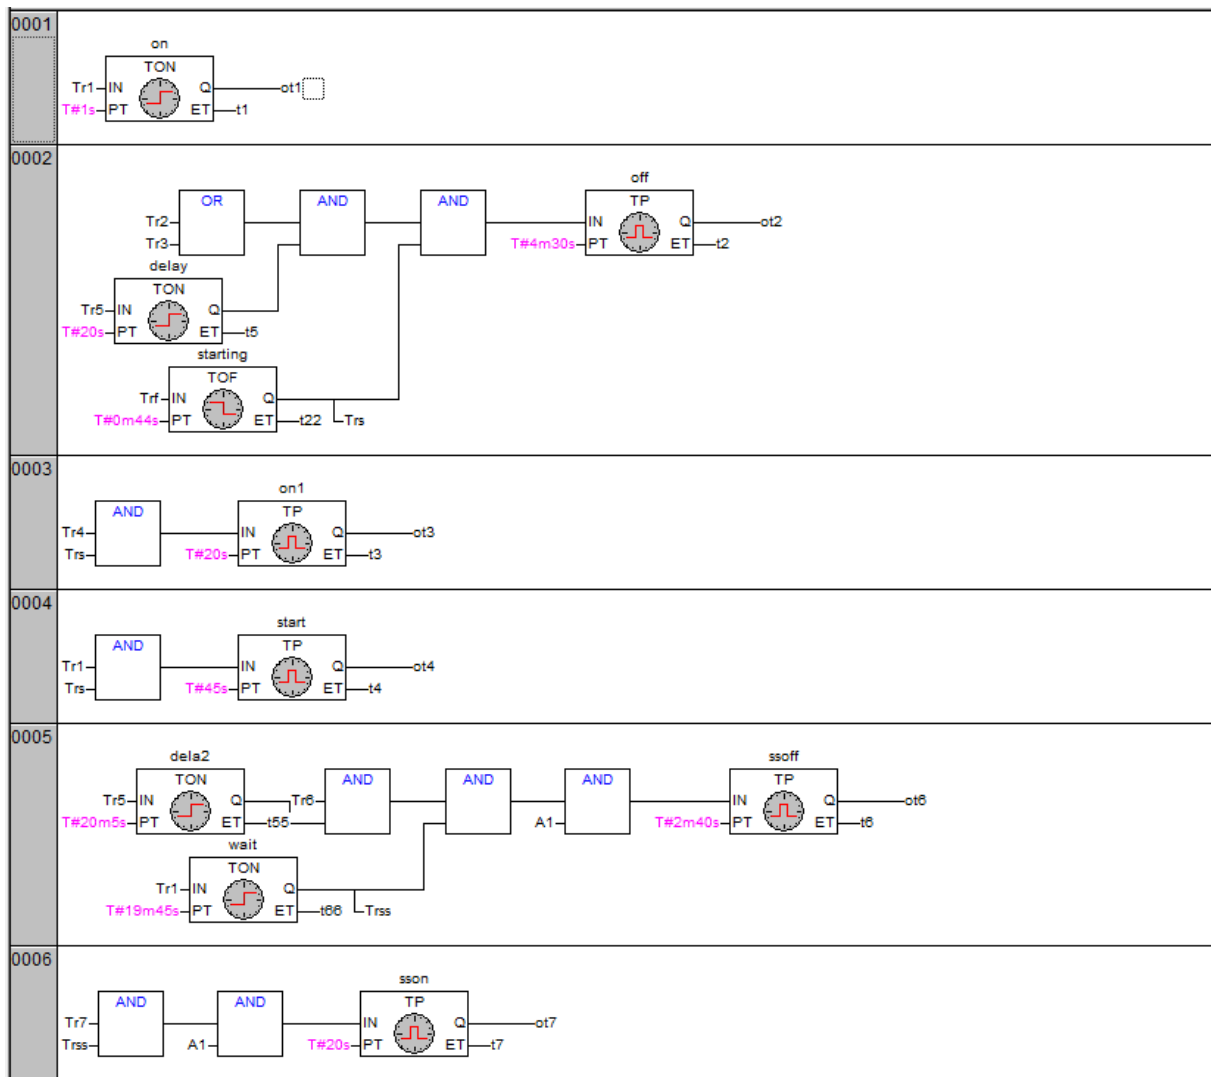 0001
on
TON
Tr1 IN Q ot1
T#1s PT ET t1
0002
off
OR AND AND TP
Tr2 IN Q ot2
Tr3 T#4m30s PT ET t2
delay
TON
Tr5 IN Q
T#20s PT ET t5
starting
TOF
Trf IN Q
T#0m44s PT ET t22 Trs
0003
on1
AND TP
Tr4 IN Q ot3
Trs T#20s PT ET t3
0004
start
AND TP
Tr1 IN Q ot4
Trs T#45s PT ET t4
0005
dela2 ssoff
TON AND AND AND TP
Tr5 IN Q Tr6 IN Q ot6
T#20m5s PT ET t55 A1 T#2m40s PT ET t6
wait
TON
Tr1 IN Q
T#19m45s PT ET t66 Trss
0006
sson
AND AND TP
Tr7 IN Q ot7
Trss A1 T#20s PT ET t7